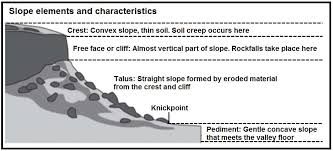 Slope elements and characteristics
Crest: Convex slope, thin soil. Soil creep occurs here
Free face or cliff: Almost vertical part of slope. Rockfalls take place here
Talus: Straight slope formed by eroded material
from the crest and cliff
Knickpoint
Pediment: Gentle concave slope
that meets the valley floor